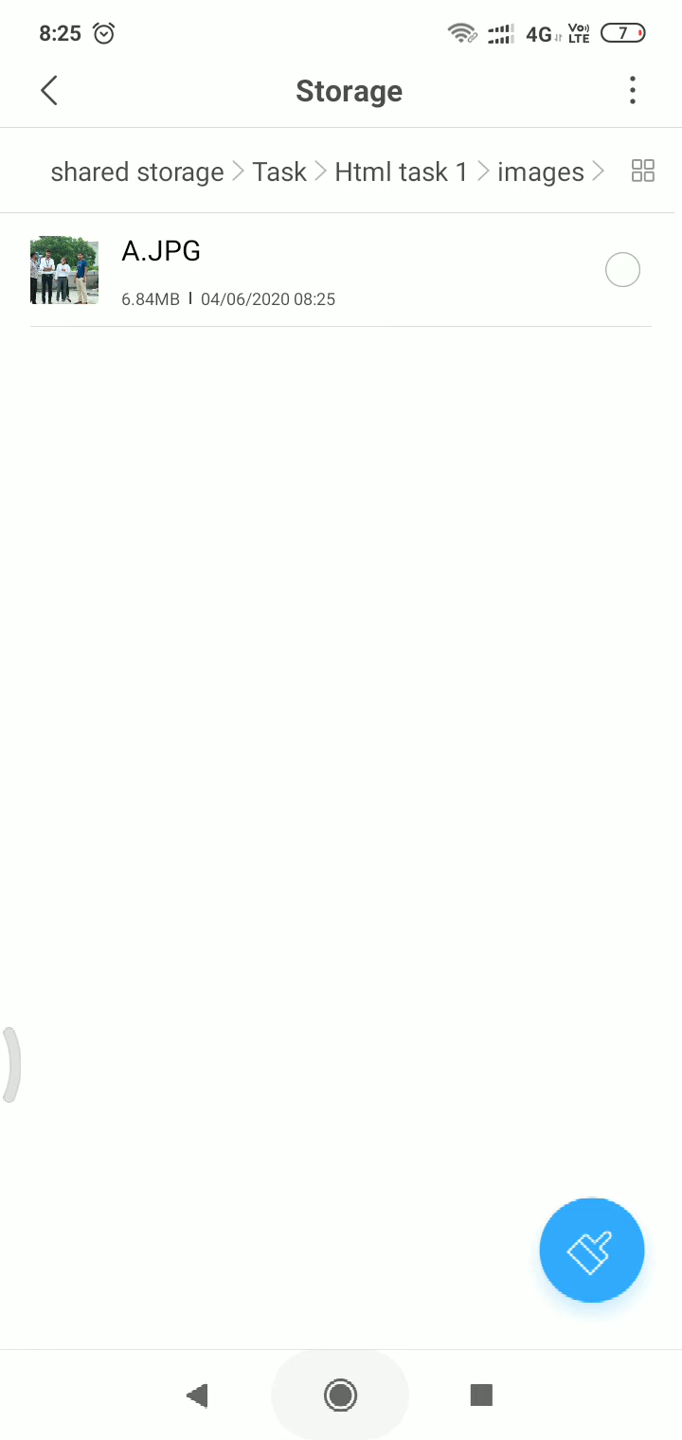 8:25 4G VoLTE 7
Storage
shared storage > Task > Html task 1 > images >
A.JPG
6.84MB | 04/06/2020 08:25